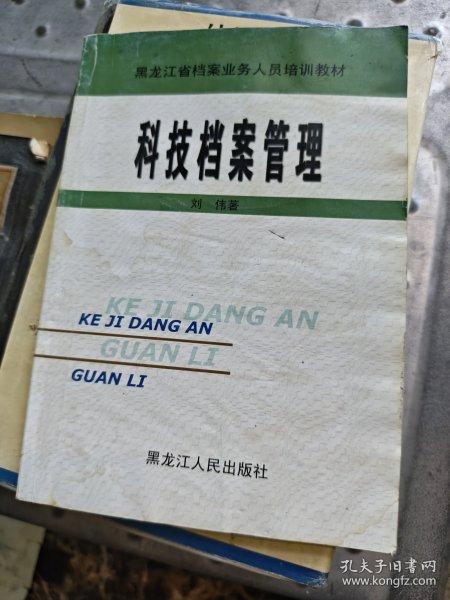 黑龙江省档案业务人员培训教材
科技档案管理
刘 伟著
KE JI DANG AN
KE JI DANG AN
GUAN LI
GUAN LI
黑龙江人民出版社
孔夫子旧书网
www.kongfz.com